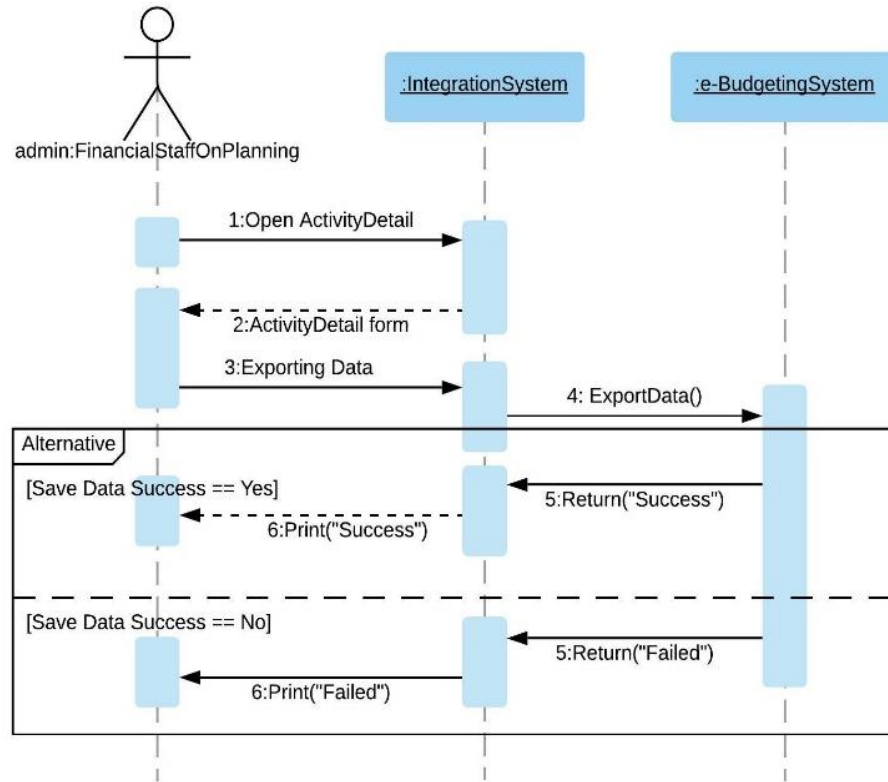 :IntegrationSystem
:e-BudgetingSystem
admin:FinancialStaffOnPlanning
1:Open ActivityDetail
2:ActivityDetail form
3:Exporting Data
4: ExportData()
Alternative
[Save Data Success == Yes]
5:Return("Success")
6:Print("Success")
[Save Data Success == No]
5:Return("Failed")
6:Print("Failed")